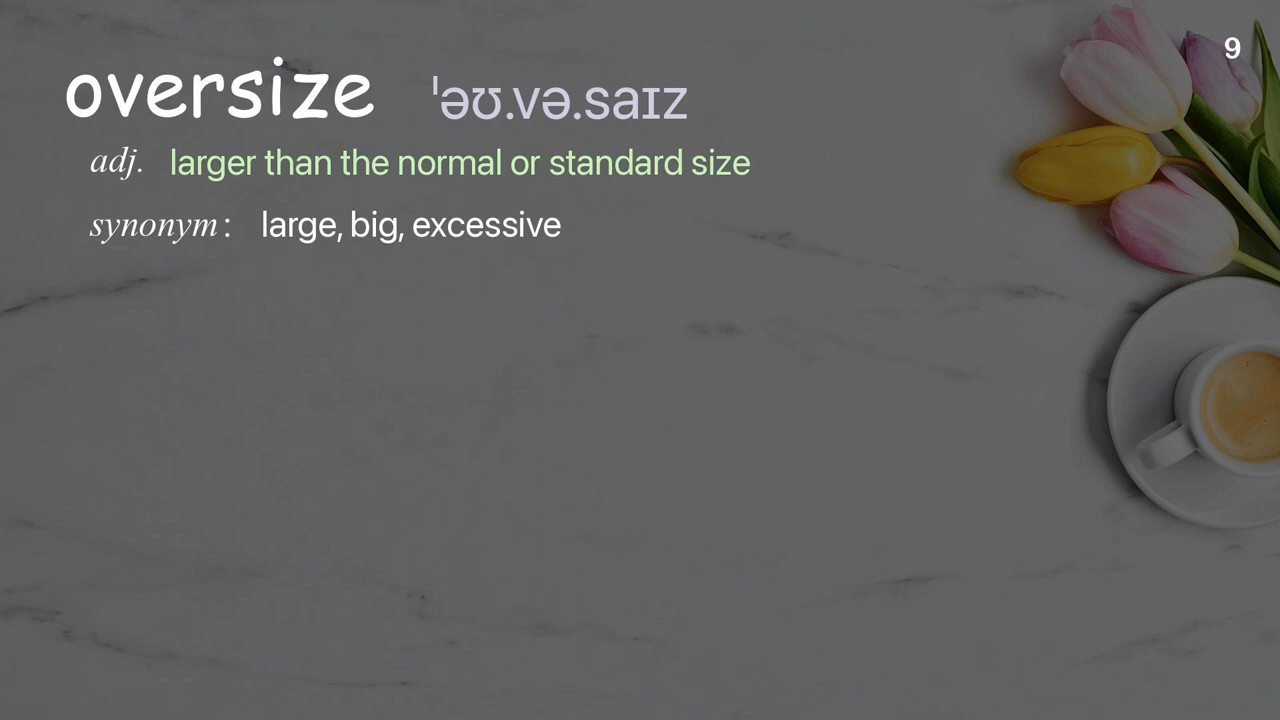 9
oversize ˈəʊ.və.saɪz
adj. larger than the normal or standard size
synonym: large, big, excessive